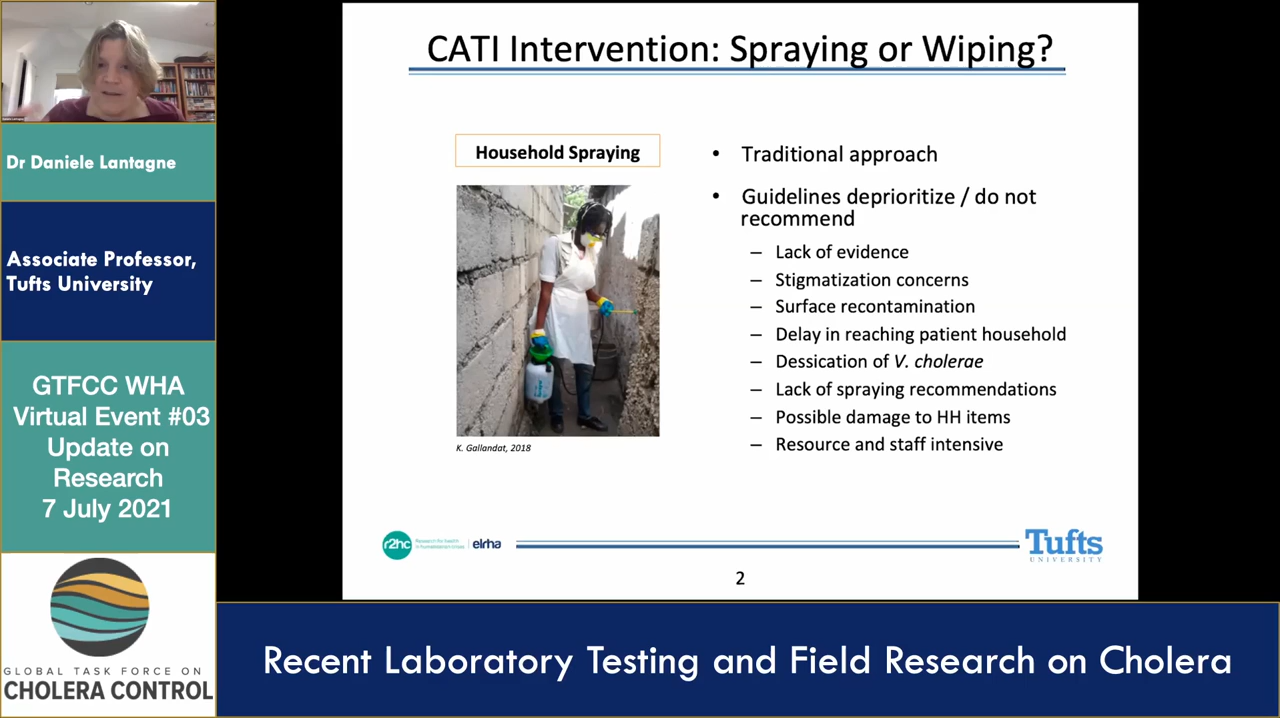 CATI Intervention: Spraying or Wiping?
Household Spraying
K. Gallandat, 2018
• Traditional approach
• Guidelines deprioritize / do not
recommend
– Lack of evidence
– Stigmatization concerns
– Surface recontamination
– Delay in reaching patient household
– Dessication of V. cholerae
– Lack of spraying recommendations
– Possible damage to HH items
– Resource and staff intensive
r2hc
elrha
Tufts
UNIVERSITY
2
Dr Daniele Lantagne
Associate Professor,
Tufts University
GTFCC WHA
Virtual Event #03
Update on
Research
7 July 2021
GLOBAL TASK FORCE ON
CHOLERA CONTROL
Recent Laboratory Testing and Field Research on Cholera